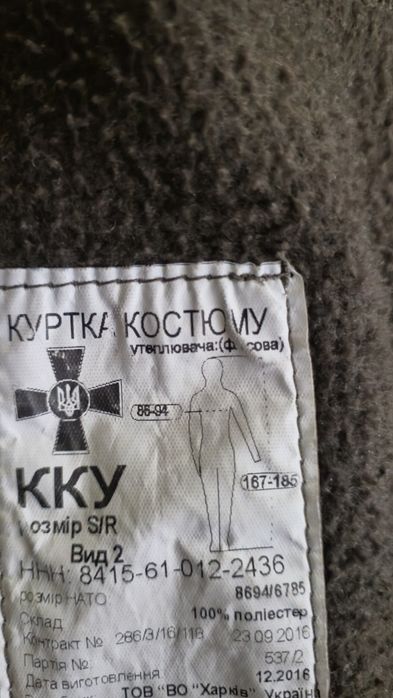 КУРТКА КОСТЮМУ
утеплювача:(флісова)
86-94
167-185
ККУ
розмір S/R
Вид 2
ННН: 8415-61-012-2436
розмір НАТО 8694/6785
Склад 100% поліестер
Контракт № 286/3/16/118 23.09.2016
Партія №: 537/2
Дата виготовлення 12.2016
ТОВ "ВО "Харків" Україн